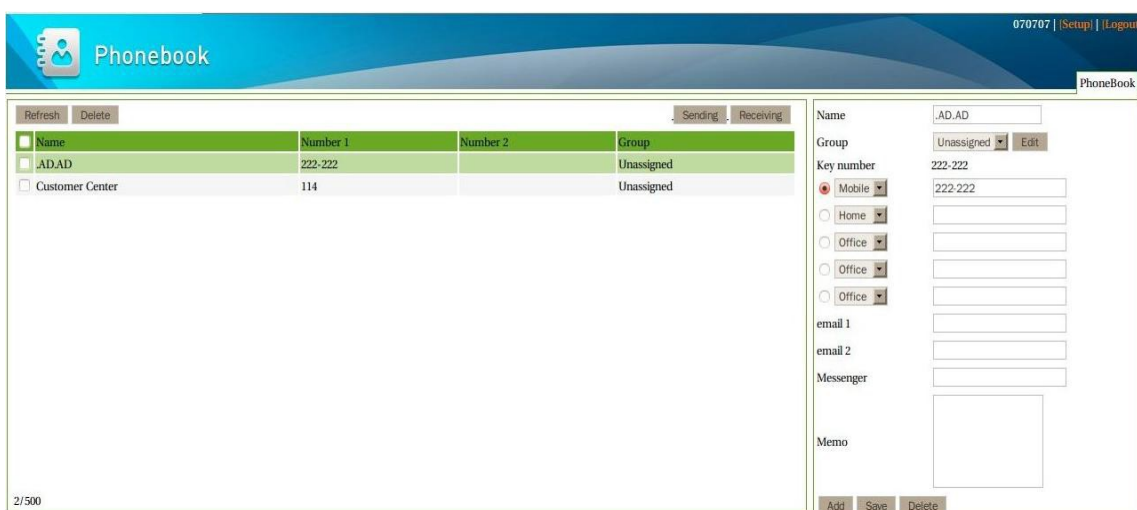 070707 | [Setup] | [Logout
Phonebook
PhoneBook
Refresh Delete Sending Receiving
Name Number 1 Number 2 Group
.AD.AD 222-222 Unassigned
Customer Center 114 Unassigned
2/500
Name .AD.AD
Group Unassigned Edit
Key number 222-222
Mobile 222-222
Home
Office
Office
Office
email 1
email 2
Messenger
Memo
Add Save Delete